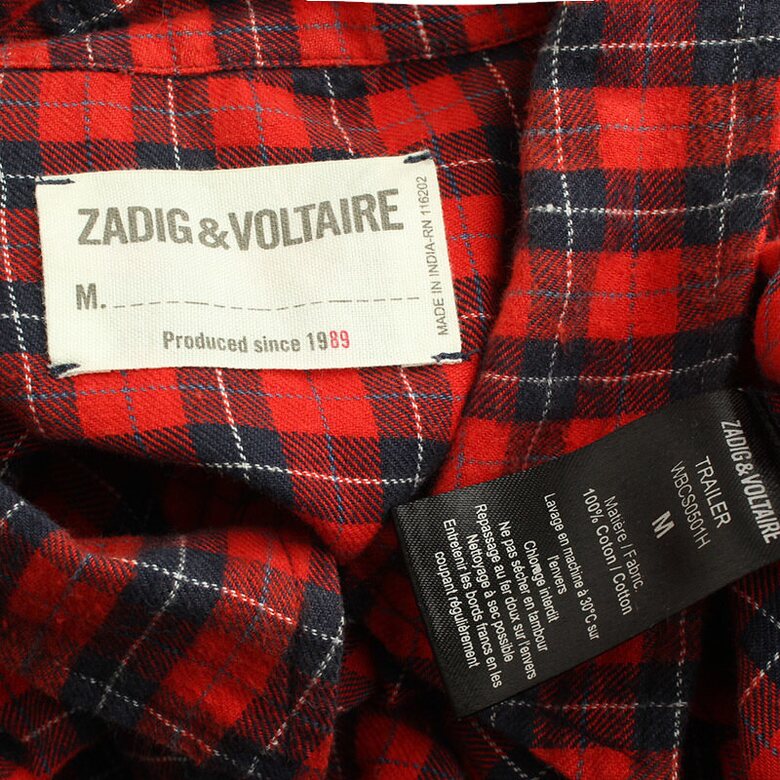 ZADIG&VOLTAIRE
M.
Produced since 1989
MADE IN INDIA-RN 116202
ZADIG&VOLTAIRE
TRAILER
WBCS0501H
M
Matière / Fabric
100% Coton / Cotton
Lavage en machine à 30°C sur
l'envers
Chlorage interdit
Ne pas sécher en tambour
Repassage au fer doux sur l'envers
Nettoyage à sec possible
Entretenir les bords francs en les
coupant régulièrement